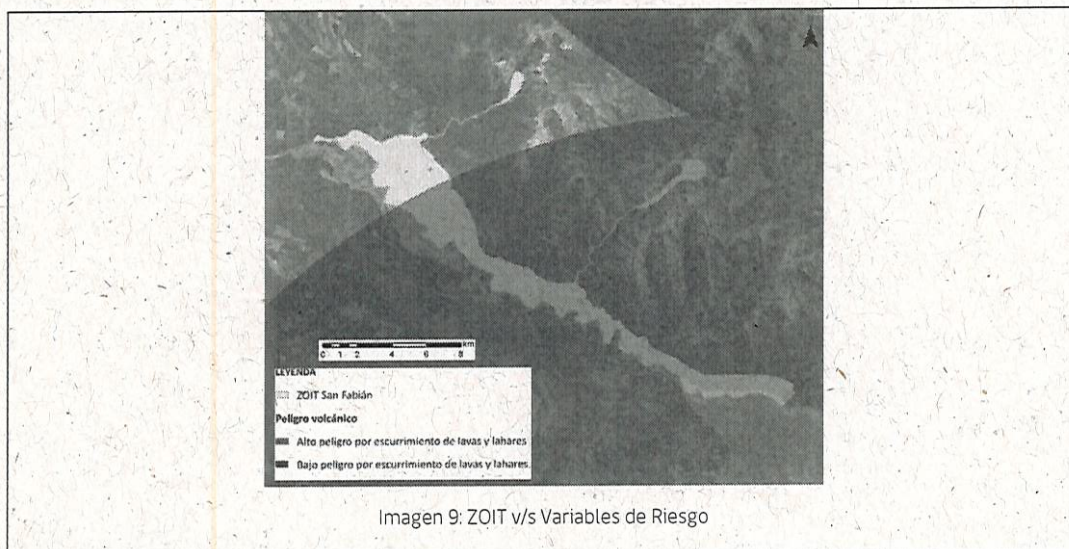 km
0 1 2 4 6 8
LEYENDA
ZOIT San Fabián
Peligro volcánico
Alto peligro por escurrimiento de lavas y lahares
Bajo peligro por escurrimiento de lavas y lahares
Imagen 9: ZOIT v/s Variables de Riesgo